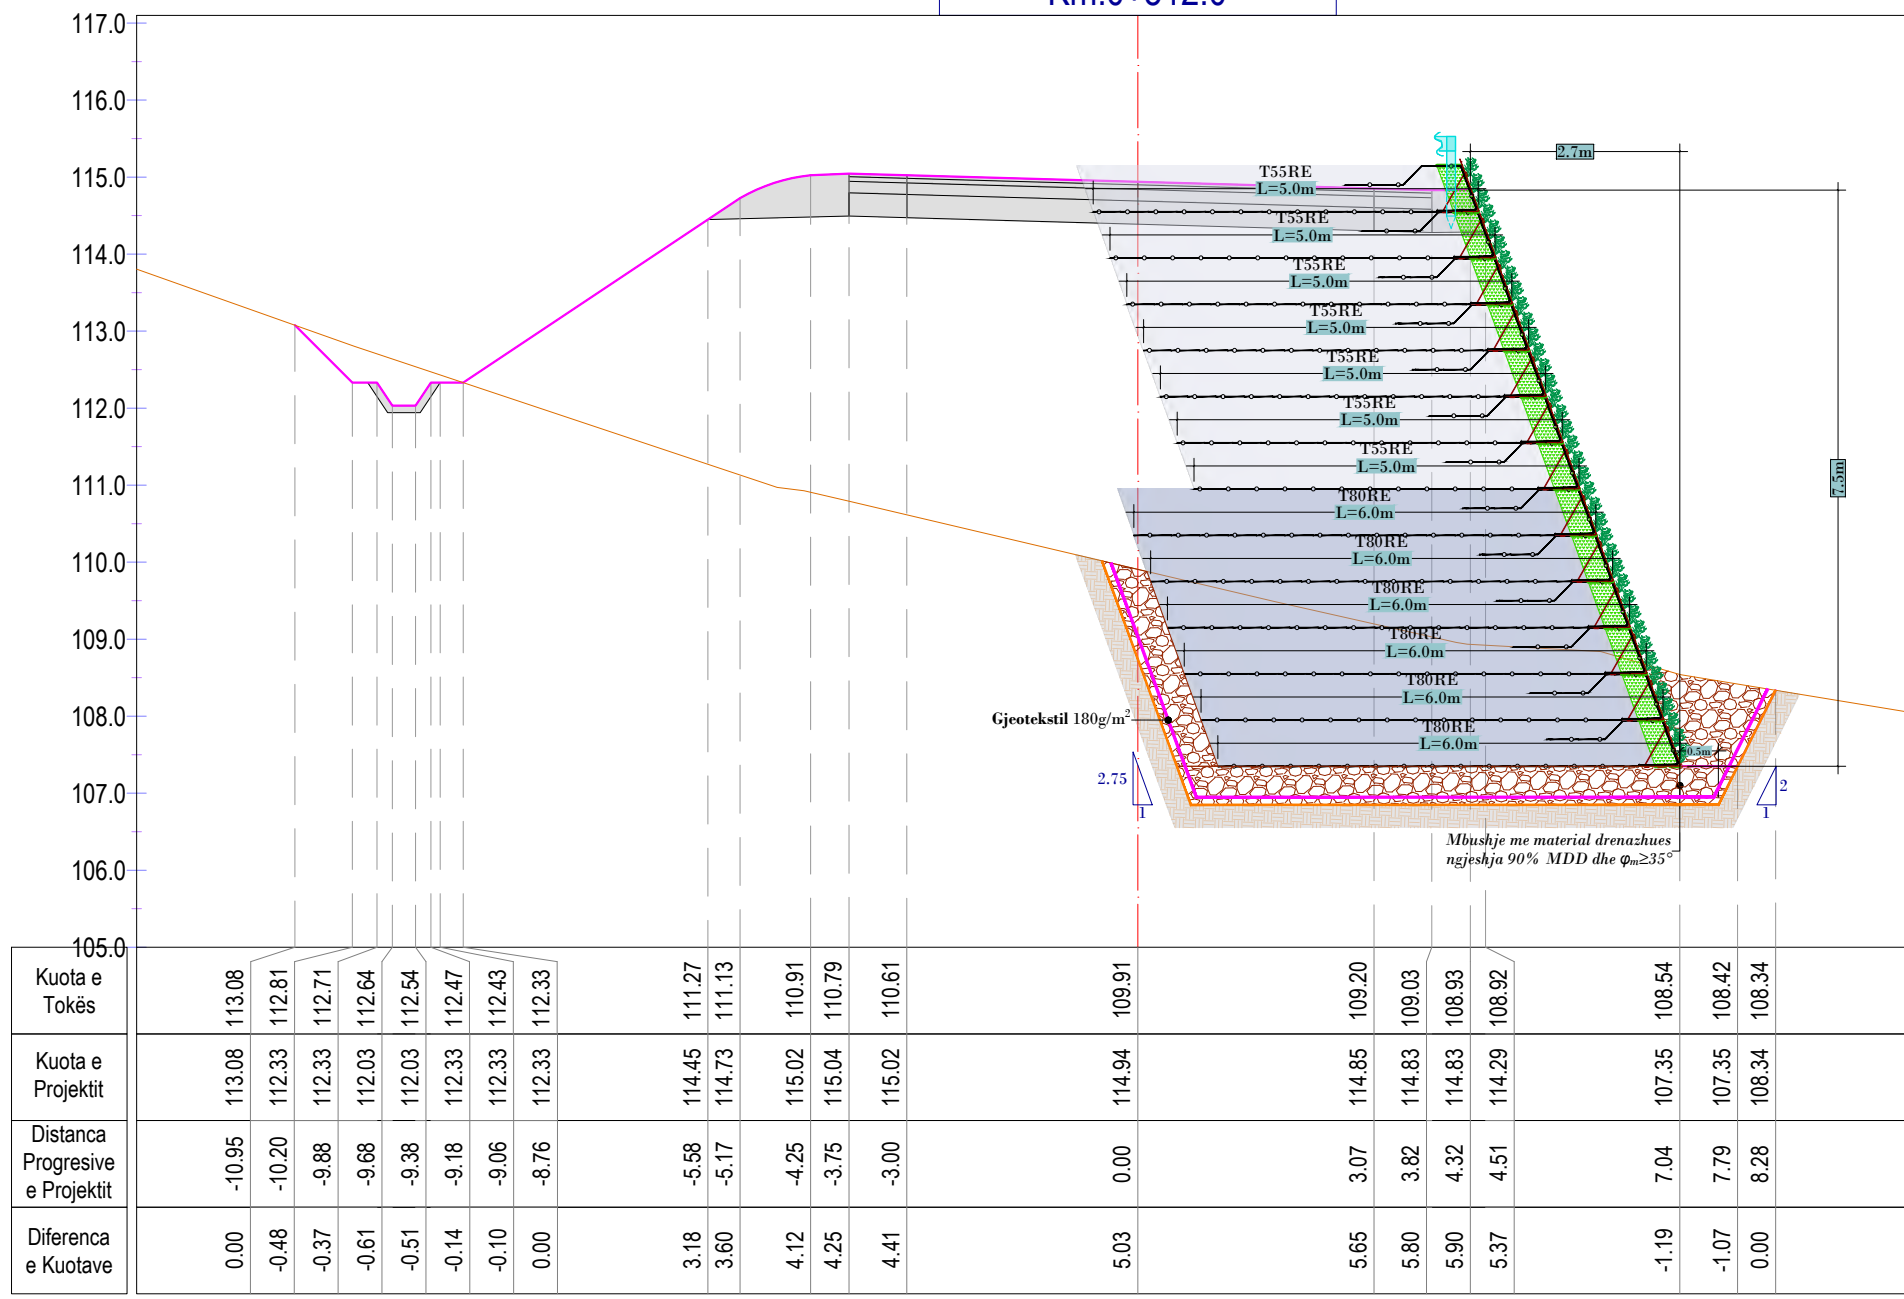 117.0
116.0
115.0
114.0
113.0
112.0
111.0
110.0
109.0
108.0
107.0
106.0
105.0
2.7m
T55RE
L=5.0m
T55RE
L=5.0m
T55RE
L=5.0m
T55RE
L=5.0m
T55RE
L=5.0m
T55RE
L=5.0m
T55RE
L=5.0m
T80RE
L=6.0m
T80RE
L=6.0m
T80RE
L=6.0m
T80RE
L=6.0m
T80RE
L=6.0m
T80RE
L=6.0m
7.5m
Gjeotekstil 180g/m²
0.5m
2.75
1
2
1
Mbushje me material drenazhues
ngjeshja 90% MDD dhe φm≥35°
Kuota e
Tokës
113.08 112.81 112.71 112.64 112.54 112.47 112.43 112.33 111.27 111.13 110.91 110.79 110.61 109.91 109.20 109.03 108.93 108.92 108.54 108.42 108.34
Kuota e
Projektit
113.08 112.33 112.33 112.03 112.03 112.33 112.33 112.33 114.45 114.73 115.02 115.04 115.02 114.94 114.85 114.83 114.83 114.29 107.35 107.35 108.34
Distanca
Progresive
e Projektit
-10.95 -10.20 -9.88 -9.68 -9.38 -9.18 -9.06 -8.76 -5.58 -5.17 -4.25 -3.75 -3.00 0.00 3.07 3.82 4.32 4.51 7.04 7.79 8.28
Diferenca
e Kuotave
0.00 -0.48 -0.37 -0.61 -0.51 -0.14 -0.10 0.00 3.18 3.60 4.12 4.25 4.41 5.03 5.65 5.80 5.90 5.37 -1.19 -1.07 0.00